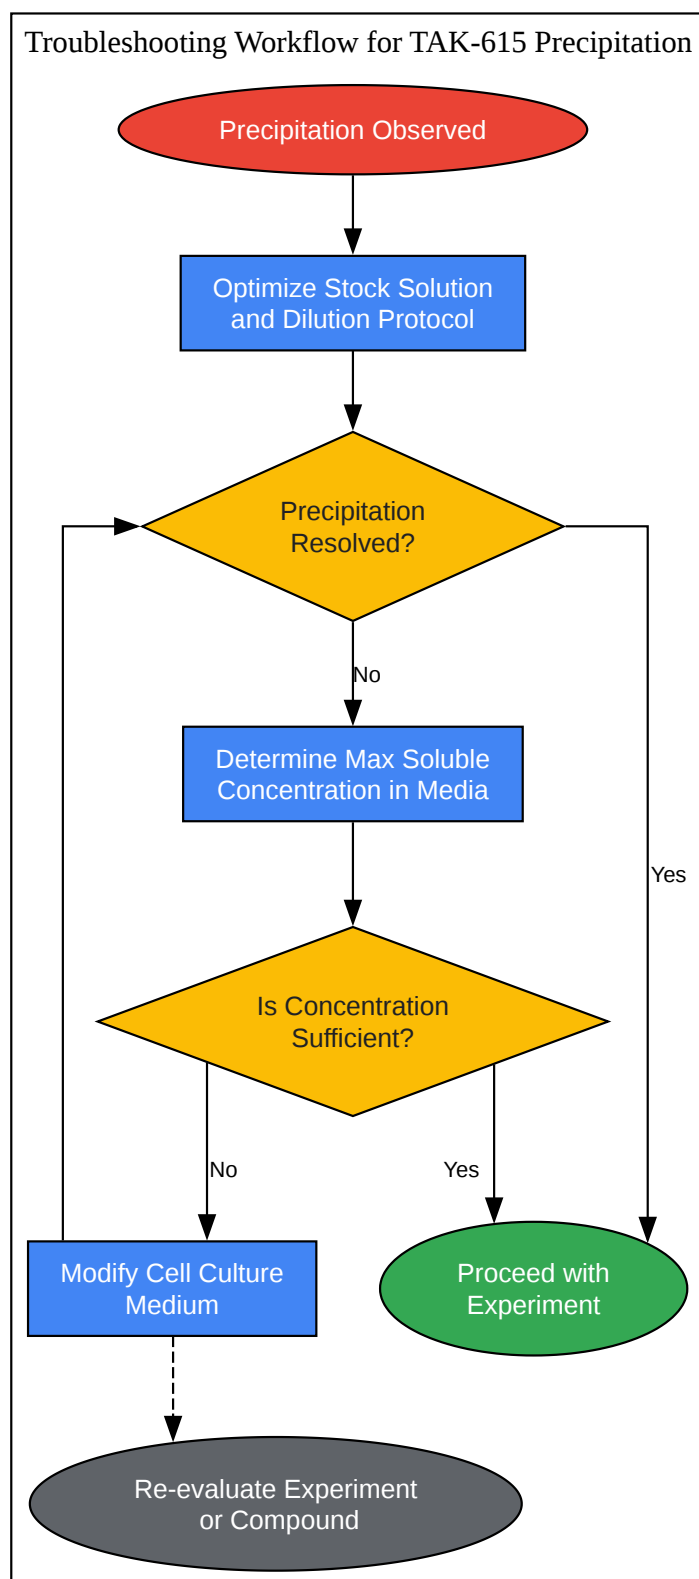 Troubleshooting Workflow for TAK-615 Precipitation
Precipitation Observed
Optimize Stock Solution
and Dilution Protocol
Precipitation
Resolved?
No
Determine Max Soluble
Concentration in Media
Yes
Is Concentration
Sufficient?
No
Yes
Modify Cell Culture
Medium
Proceed with
Experiment
Re-evaluate Experiment
or Compound